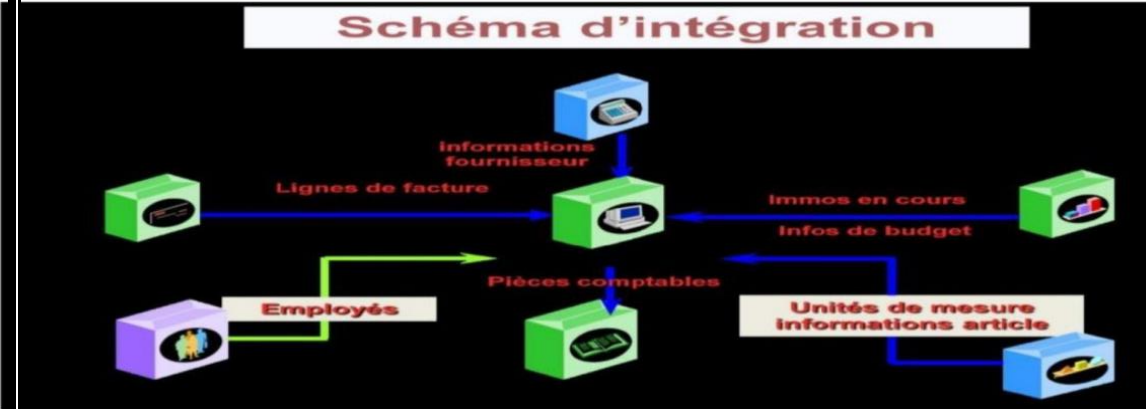 Schéma d'intégration
informations
fournisseur
Lignes de facture
Immos en cours
Infos de budget
Pièces comptables
Employés
Unités de mesure
informations article